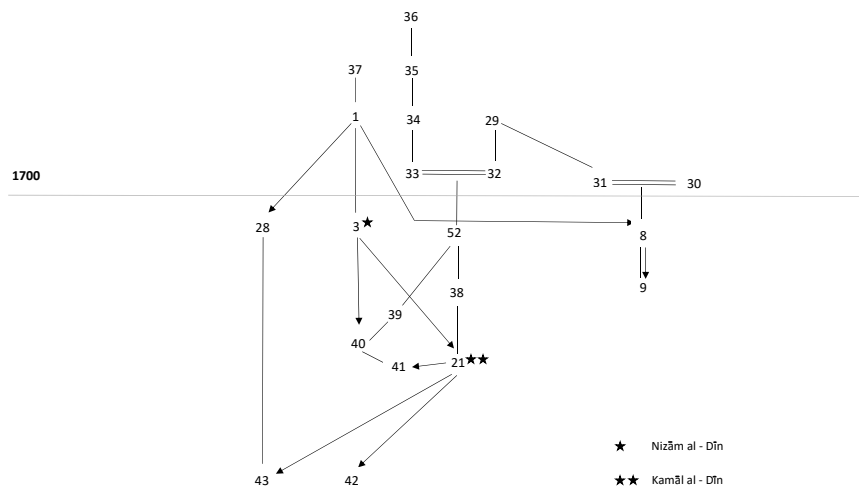 36
37 35
1 34 29
33 32 31 30
1700
28 3★ 52 8
38 9
39
40 41 21★★
43 42
★ Nizām al - Dīn
★★ Kamāl al - Dīn